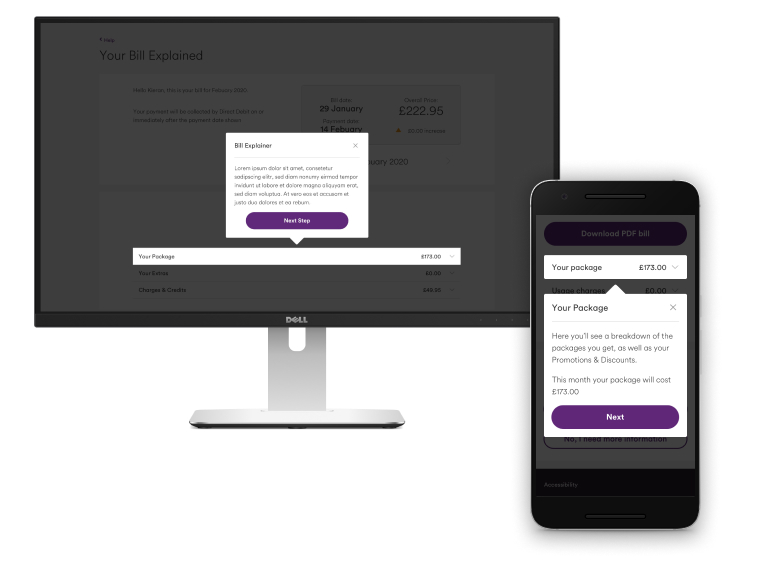 Help
Your Bill Explained
Hello Kieran, this is your bill for February 2020.
Your payment will be collected by Direct Debit on or
immediately after the payment date shown
Bill date
29 January
Payment date
14 Febuary
Overall Price
£222.95
£0.00 increase
uary 2020
Bill Explainer
Lorem ipsum dolor sit amet, consetetur
sadipscing elitr, sed diam nonumy eirmod tempor
invidunt ut labore et dolore magna aliquyam erat,
sed diam voluptua. At vero eos et accusam et
justo duo dolores et ea rebum.
Next Step
Your Package £173.00
Your Extras £0.00
Charges & Credits £49.95
DELL
Download PDF bill
Your package £173.00
Usage charges £0.00
Your Package
Here you'll see a breakdown of the
packages you get, as well as your
Promotions & Discounts.
This month your package will cost
£173.00
Next
No, I need more information
Accessibility